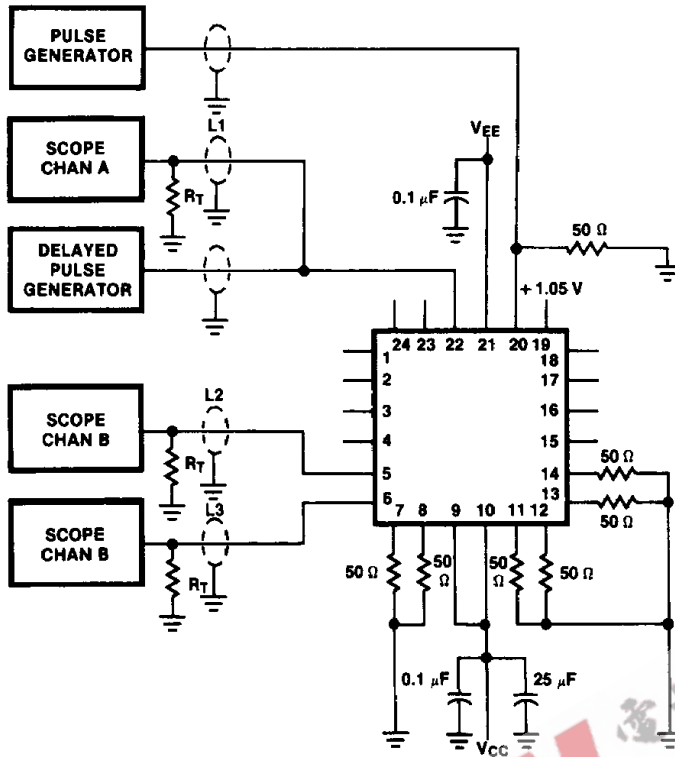 PULSE
GENERATOR
L1
SCOPE
CHAN A
RT
DELAYED
PULSE
GENERATOR
VEE
0.1 μF
50 Ω
+ 1.05 V
24 23 22 21 20 19
1
2
3
4
5
6
18
17
16
15
14
13
7 8 9 10 11 12
L2
SCOPE
CHAN B
RT
L3
SCOPE
CHAN B
RT
50 Ω
50 Ω
50 Ω
50 Ω
50 Ω
50 Ω
0.1 μF
25 μF
VCC